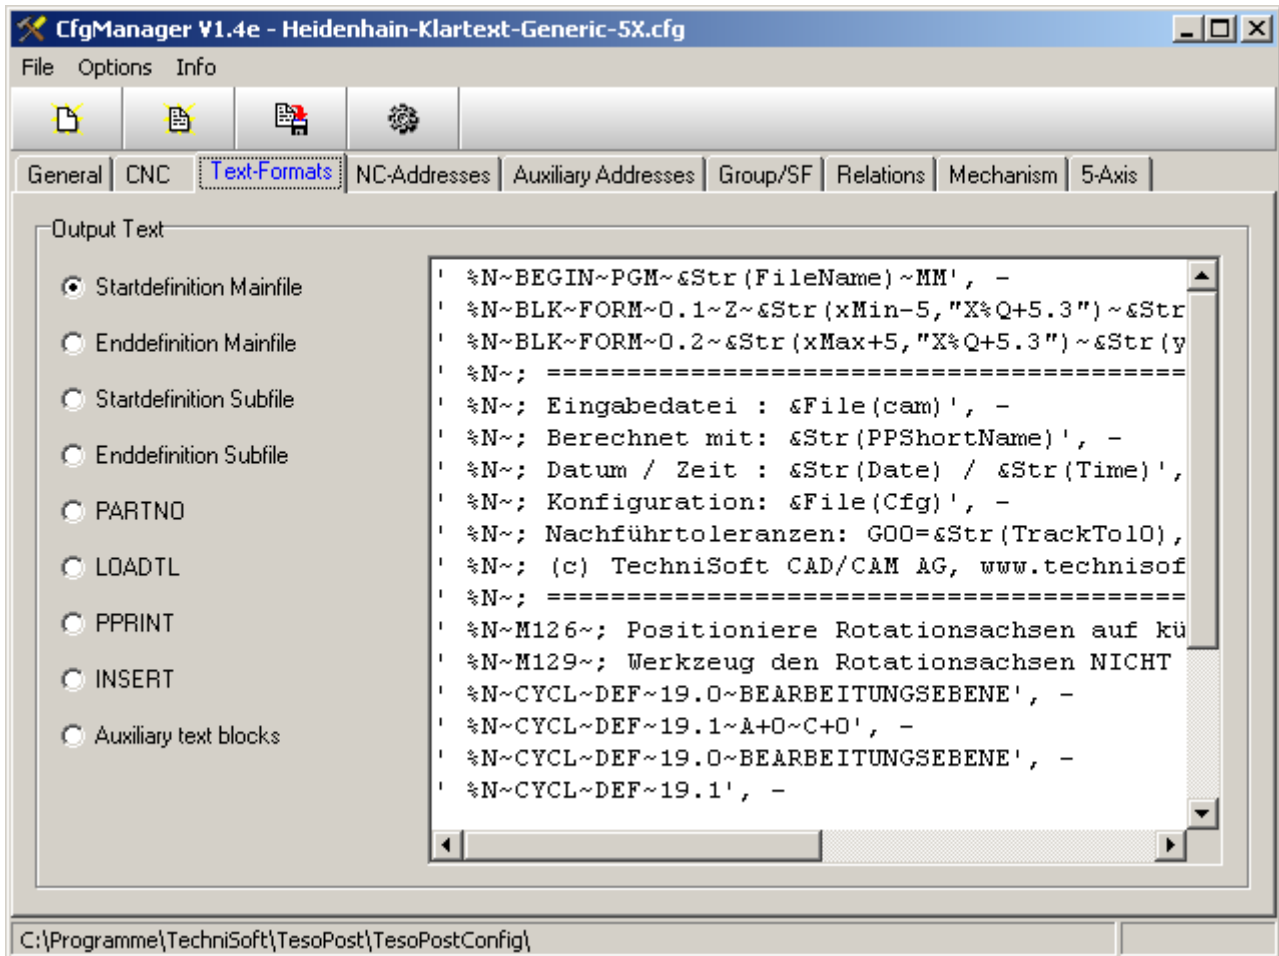 CfgManager V1.4e - Heidenhain-Klartext-Generic-5X.cfg
File Options Info
General CNC Text-Formats NC-Addresses Auxiliary Addresses Group/SF Relations Mechanism 5-Axis
Output Text
Startdefinition Mainfile
Enddefinition Mainfile
Startdefinition Subfile
Enddefinition Subfile
PARTNO
LOADTL
PPRINT
INSERT
Auxiliary text blocks
' %N~BEGIN~PGM~&Str(FileName)~MM', -
' %N~BLK~FORM~0.1~Z~&Str(xMin-5,"X%Q+5.3")~&Str
' %N~BLK~FORM~0.2~&Str(xMax+5,"X%Q+5.3")~&Str(y
' %N~; ========================================
' %N~; Eingabedatei : &File(cam)', -
' %N~; Berechnet mit: &Str(PPShortName)', -
' %N~; Datum / Zeit : &Str(Date) / &Str(Time)',
' %N~; Konfiguration: &File(Cfg)', -
' %N~; Nachführtoleranzen: G00=&Str(TrackTol0),
' %N~; (c) TechniSoft CAD/CAM AG, www.technisof
' %N~; ========================================
' %N~M126~; Positioniere Rotationsachsen auf kü
' %N~M129~; Werkzeug den Rotationsachsen NICHT
' %N~CYCL~DEF~19.0~BEARBEITUNGSEBENE', -
' %N~CYCL~DEF~19.1~A+0~C+0', -
' %N~CYCL~DEF~19.0~BEARBEITUNGSEBENE', -
' %N~CYCL~DEF~19.1', -
C:\Programme\TechniSoft\TesoPost\TesoPostConfig\